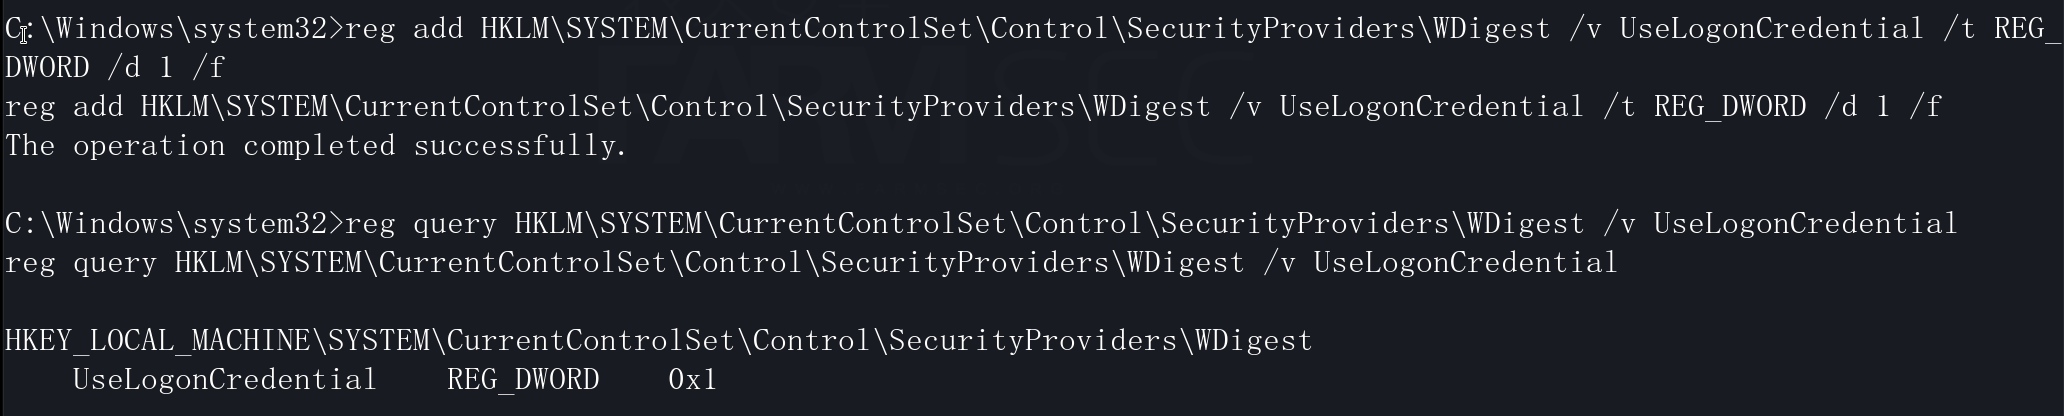 C:\Windows\system32>reg add HKLM\SYSTEM\CurrentControlSet\Control\SecurityProviders\WDigest /v UseLogonCredential /t REG_
DWORD /d 1 /f
reg add HKLM\SYSTEM\CurrentControlSet\Control\SecurityProviders\WDigest /v UseLogonCredential /t REG_DWORD /d 1 /f
The operation completed successfully.
C:\Windows\system32>reg query HKLM\SYSTEM\CurrentControlSet\Control\SecurityProviders\WDigest /v UseLogonCredential
reg query HKLM\SYSTEM\CurrentControlSet\Control\SecurityProviders\WDigest /v UseLogonCredential
HKEY_LOCAL_MACHINE\SYSTEM\CurrentControlSet\Control\SecurityProviders\WDigest
    UseLogonCredential    REG_DWORD    0x1